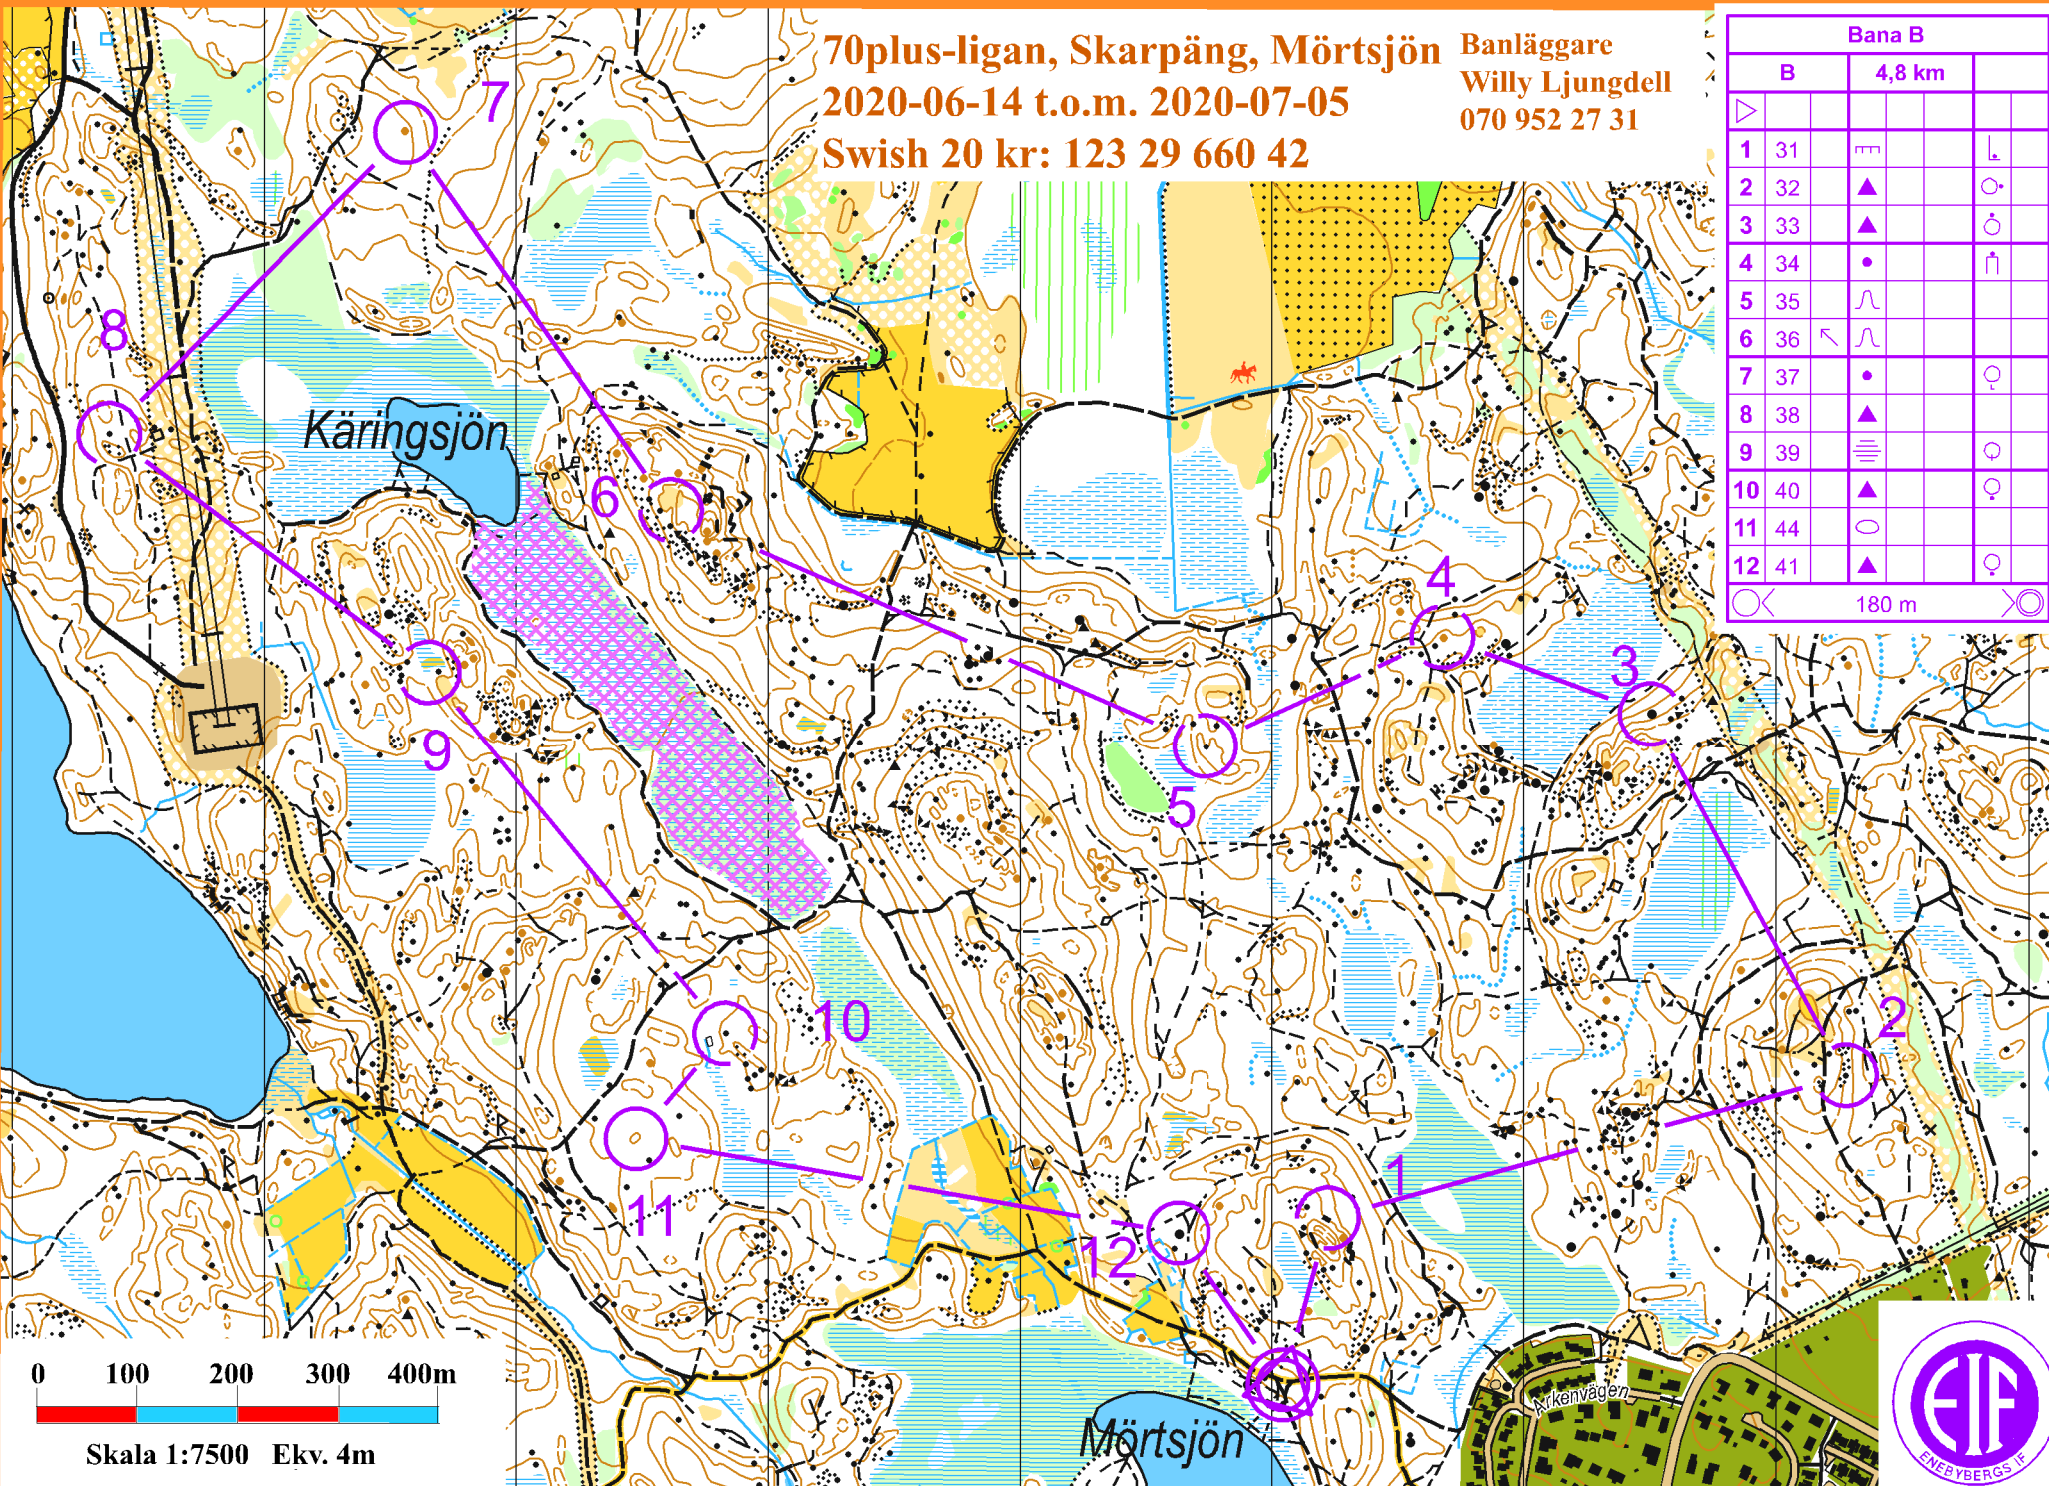 70plus-ligan, Skarpäng, Mörtsjön
2020-06-14 t.o.m. 2020-07-05
Swish 20 kr: 123 29 660 42
Banläggare
Willy Ljungdell
070 952 27 31
Bana B
B 4,8 km
1 31
2 32
3 33
4 34
5 35
6 36
7 37
8 38
9 39
10 40
11 44
12 41
180 m
7
8
Käringsjön
6
4
3
9
5
10
2
1
11
12
Mörtsjön
Arkenvägen
0 100 200 300 400m
Skala 1:7500 Ekv. 4m
EIF
ENEBYBERGS IF